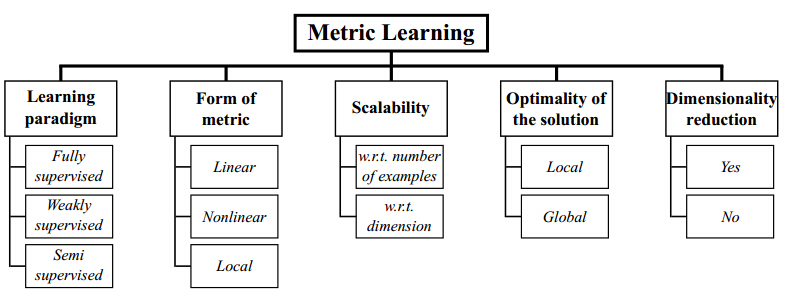 Metric Learning
Learning
paradigm
Fully
supervised
Weakly
supervised
Semi
supervised
Form of
metric
Linear
Nonlinear
Local
Scalability
w.r.t. number
of examples
w.r.t.
dimension
Optimality of
the solution
Local
Global
Dimensionality
reduction
Yes
No